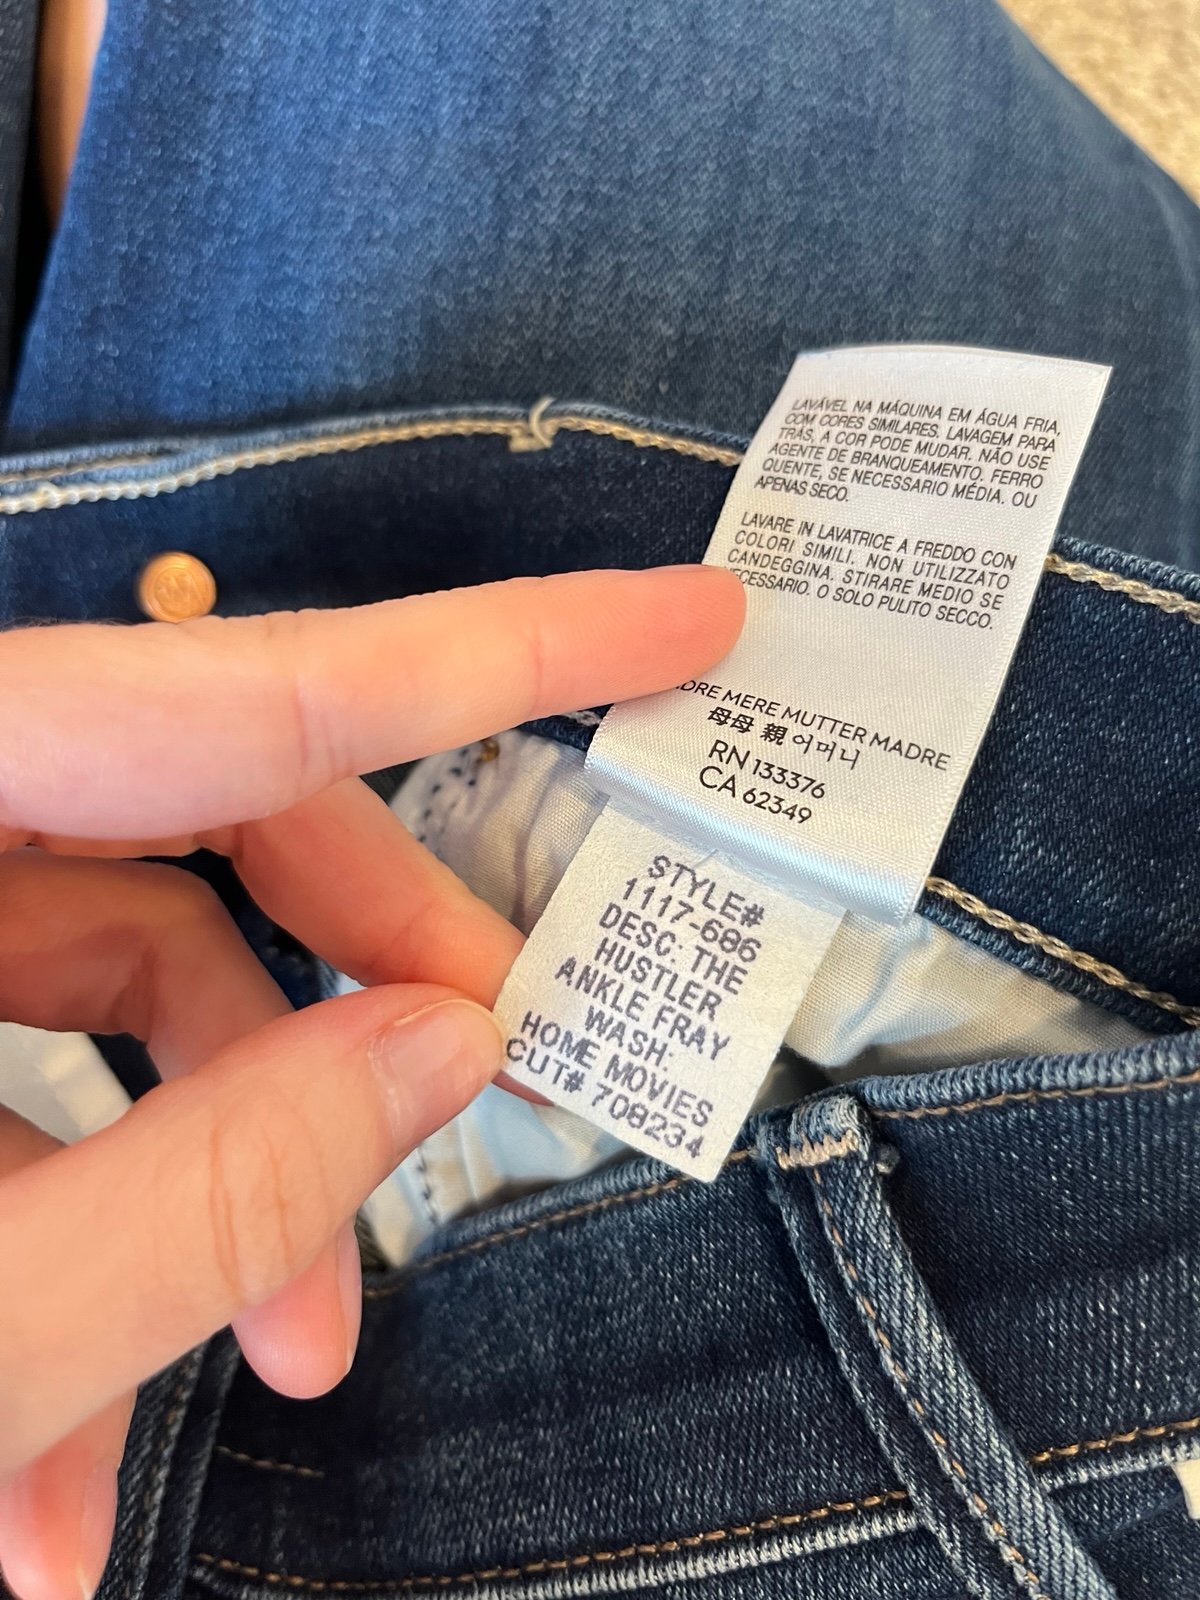 LAVÁVEL NA MÁQUINA EM ÁGUA FRIA,
COM CORES SIMILARES. LAVAGEM PARA
TRÁS, A COR PODE MUDAR. NÃO USE
AGENTE DE BRANQUEAMENTO. FERRO
QUENTE, SE NECESSARIO MÉDIA. OU
APENAS SECO.
LAVARE IN LAVATRICE A FREDDO CON
COLORI SIMILI. NON UTILIZZATO
CANDEGGINA. STIRARE MEDIO SE
ECESSARIO. O SOLO PULITO SECCO.
DRE MERE MUTTER MADRE
母母 親 어머니
RN 133376
CA 62349
STYLE#
1117-686
DESC: THE
HUSTLER
ANKLE FRAY
WASH:
HOME MOVIES
CUT# 708234